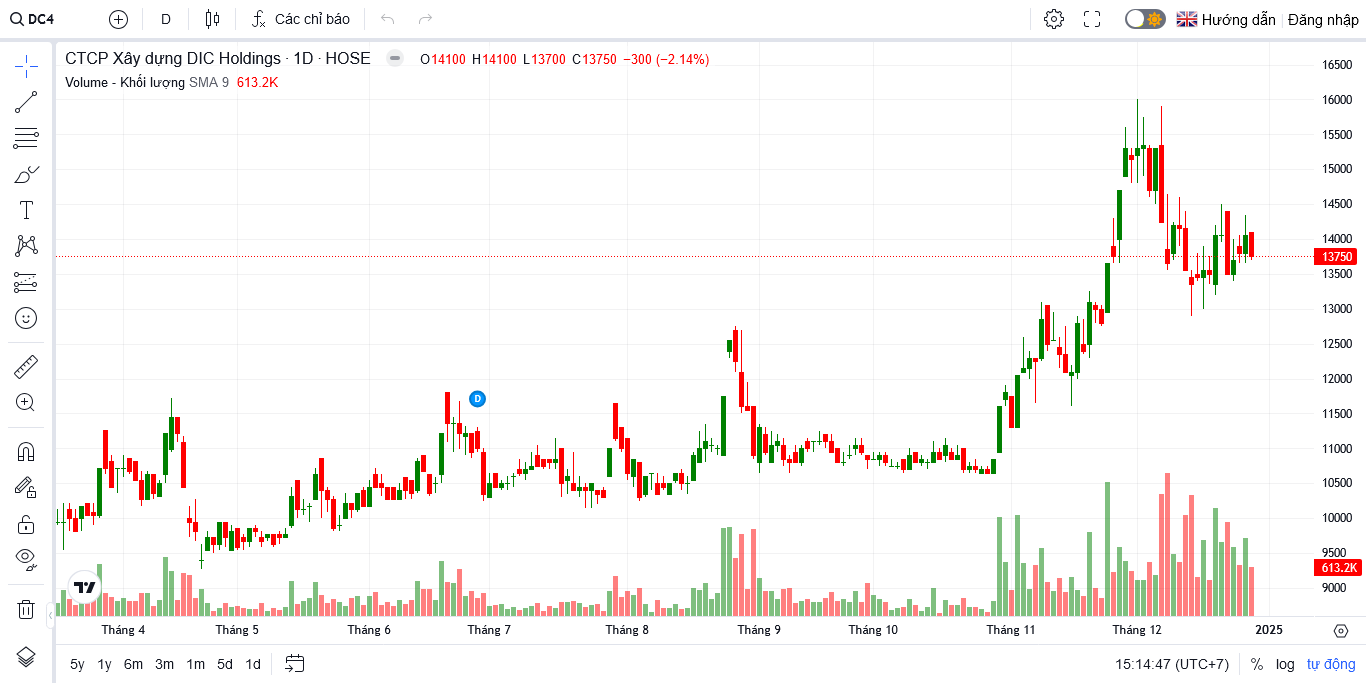 DC4 D Các chỉ báo Hướng dẫn Đăng nhập
CTCP Xây dựng DIC Holdings · 1D · HOSE O14100 H14100 L13700 C13750 −300 (−2.14%)
Volume - Khối lượng SMA 9 613.2K
16500
16000
15500
15000
14500
14000
13750
13500
13000
12500
12000
11500
D
11000
10500
10000
9500
613.2K
9000
Tháng 4 Tháng 5 Tháng 6 Tháng 7 Tháng 8 Tháng 9 Tháng 10 Tháng 11 Tháng 12 2025
5y 1y 6m 3m 1m 5d 1d 15:14:47 (UTC+7) % log tự động